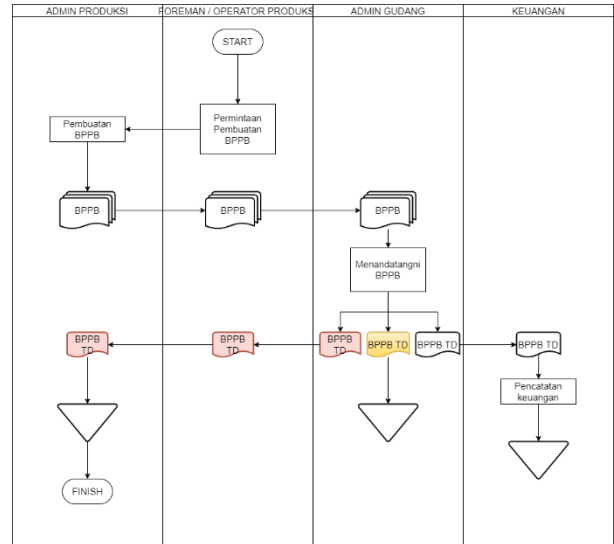 ADMIN PRODUKSI
FOREMAN / OPERATOR PRODUKS
ADMIN GUDANG
KEUANGAN
START
Permintaan
Pembuatan
BPPB
Pembuatan
BPPB
BPPB
BPPB
BPPB
Menandatangni
BPPB
BPPB
TD
BPPB
TD
BPPB
TD
BPPB TD
BPPB TD
BPPB TD
Pencatatan
keuangan
FINISH